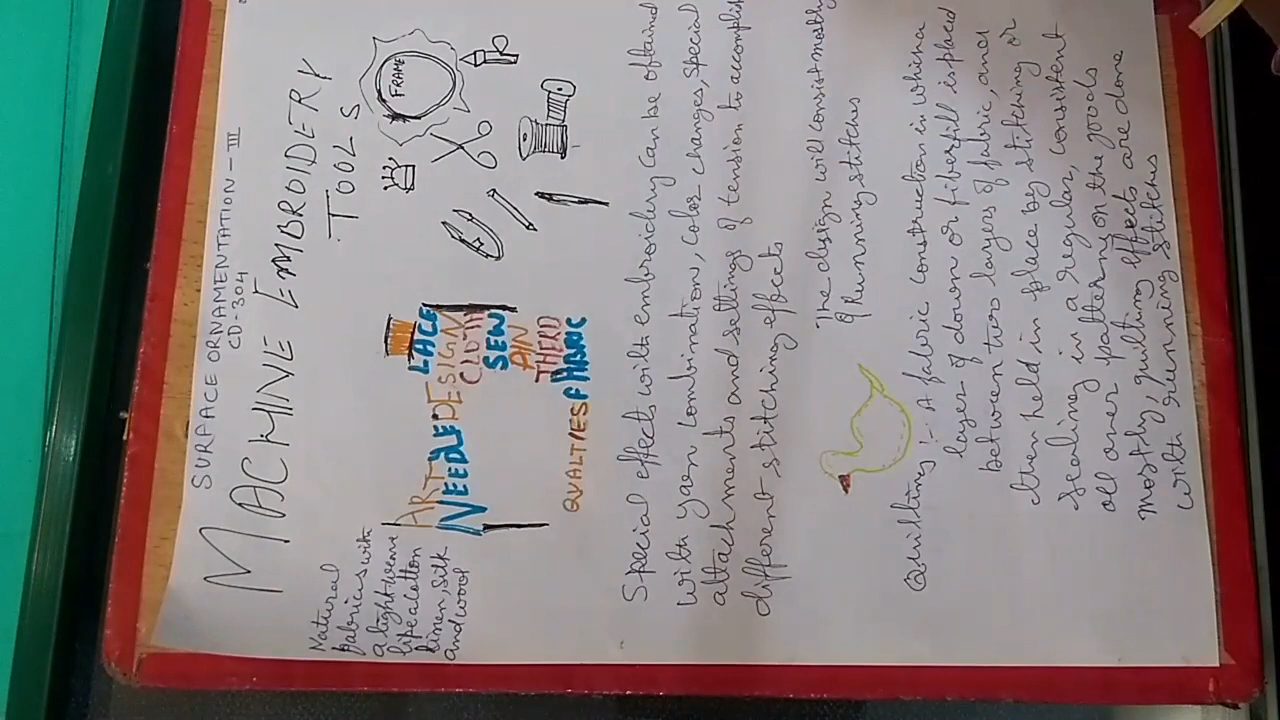 SURFACE ORNAMENTATION - III
CD-304
MACHINE EMBROIDERY
TOOLS
FRAME
Natural
fabrics with
a light weave
like cotton
linen, silk
and wool
ART
NEEDLE
LACE
DESIGN
CLOTH
SEW
PIN
THERD
QUALTIES
FABRIC
Special effects with embroidery can be obtained
with yarn combination, color changes, special
attachments and settings of tension to accomplish
different stitching effects
The design will consist mostly
of Running stitches
Quilting :- A fabric construction in which a
layer of down or fiberfill is placed
between two layers of fabric, and
then held in place by stitching or
sealing in a regular, consistent
all over pattern on the goods
Mostly, quilting effects are done
with running stitches